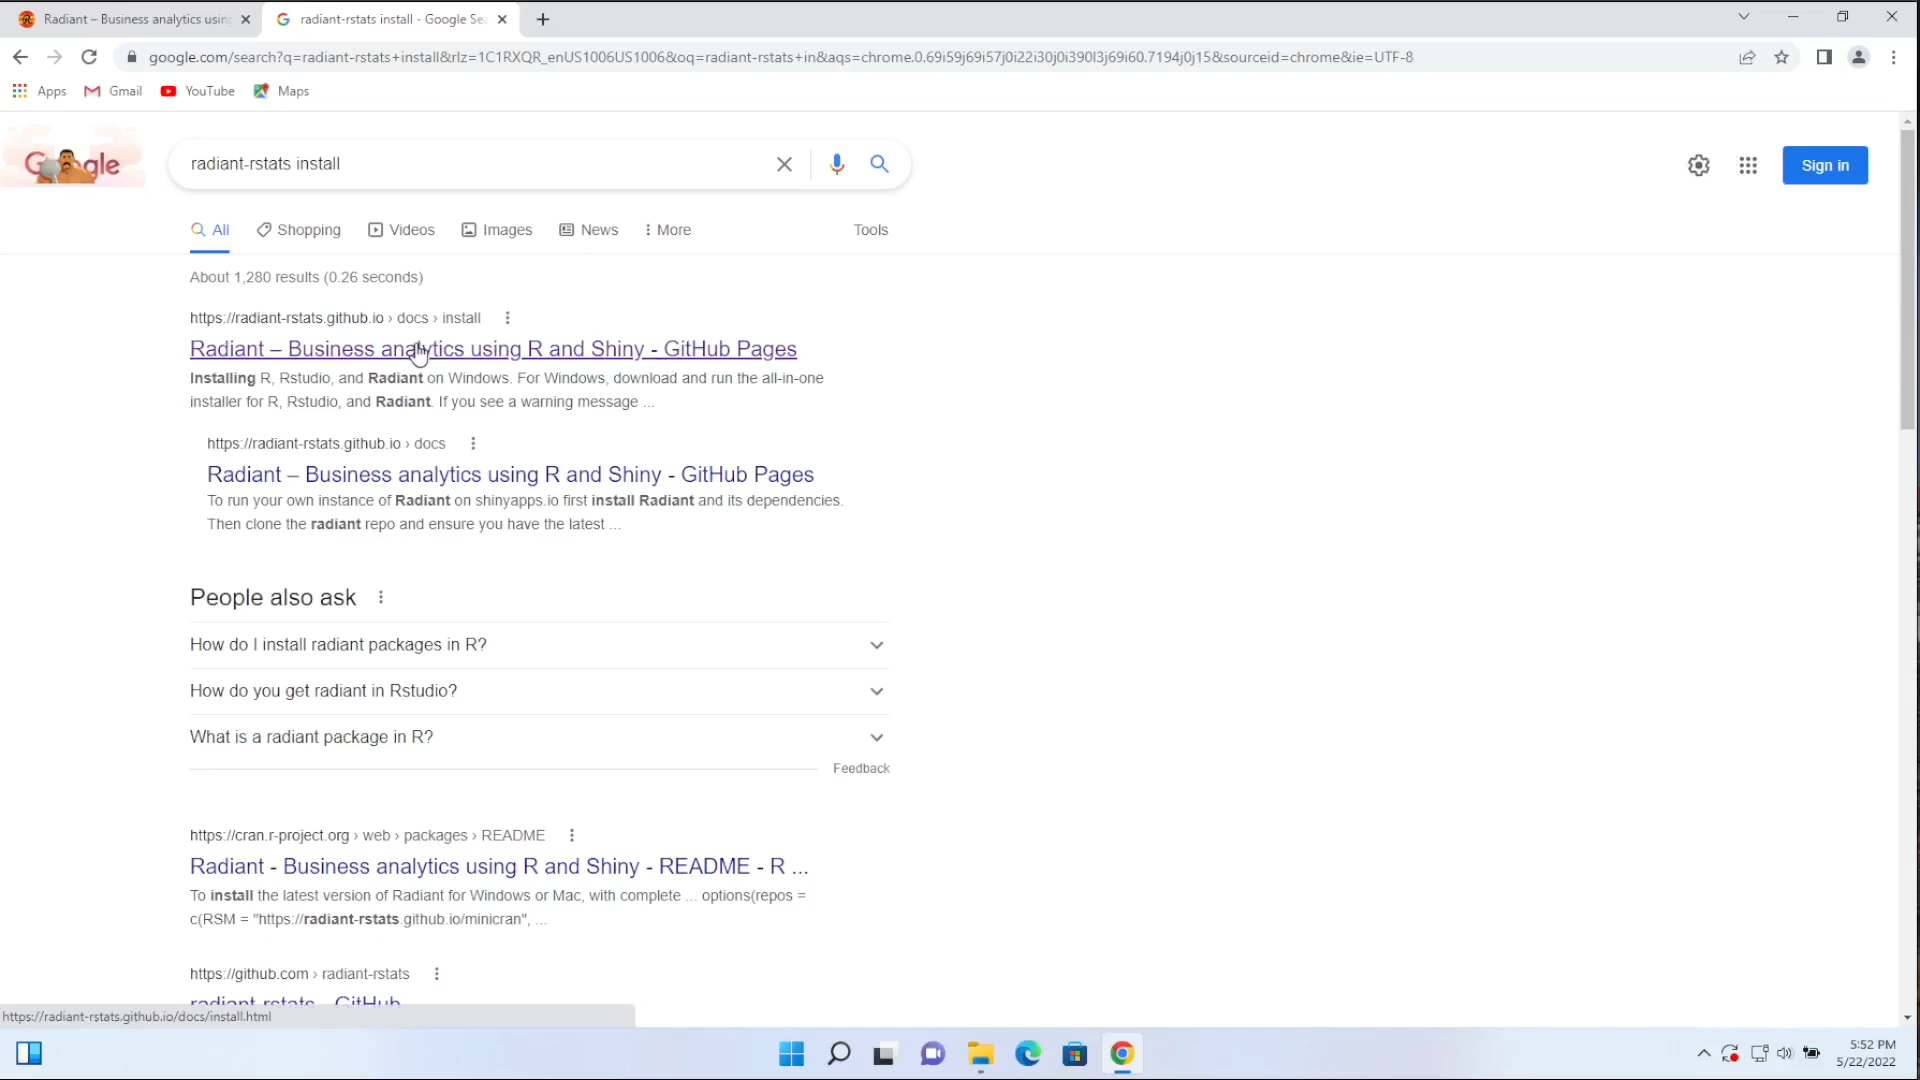 Radiant – Business analytics using
radiant-rstats install - Google Sea
google.com/search?q=radiant-rstats+install&rlz=1C1RXQR_enUS1006US1006&oq=radiant-rstats+in&aqs=chrome.0.69i59j69i57j0i22i30j0i390l3j69i60.7194j0j15&sourceid=chrome&ie=UTF-8
Apps Gmail YouTube Maps
Google
radiant-rstats install
Sign in
All Shopping Videos Images News More Tools
About 1,280 results (0.26 seconds)
https://radiant-rstats.github.io › docs › install
Radiant – Business analytics using R and Shiny - GitHub Pages
Installing R, Rstudio, and Radiant on Windows. For Windows, download and run the all-in-one
installer for R, Rstudio, and Radiant. If you see a warning message ...
https://radiant-rstats.github.io › docs
Radiant – Business analytics using R and Shiny - GitHub Pages
To run your own instance of Radiant on shinyapps.io first install Radiant and its dependencies.
Then clone the radiant repo and ensure you have the latest ...
People also ask
How do I install radiant packages in R?
How do you get radiant in Rstudio?
What is a radiant package in R?
Feedback
https://cran.r-project.org › web › packages › README
Radiant - Business analytics using R and Shiny - README - R ...
To install the latest version of Radiant for Windows or Mac, with complete ... options(repos =
c(RSM = "https://radiant-rstats.github.io/minicran", ...
https://github.com › radiant-rstats
radiant-rstats - GitHub
https://radiant-rstats.github.io/docs/install.html
5:52 PM
5/22/2022